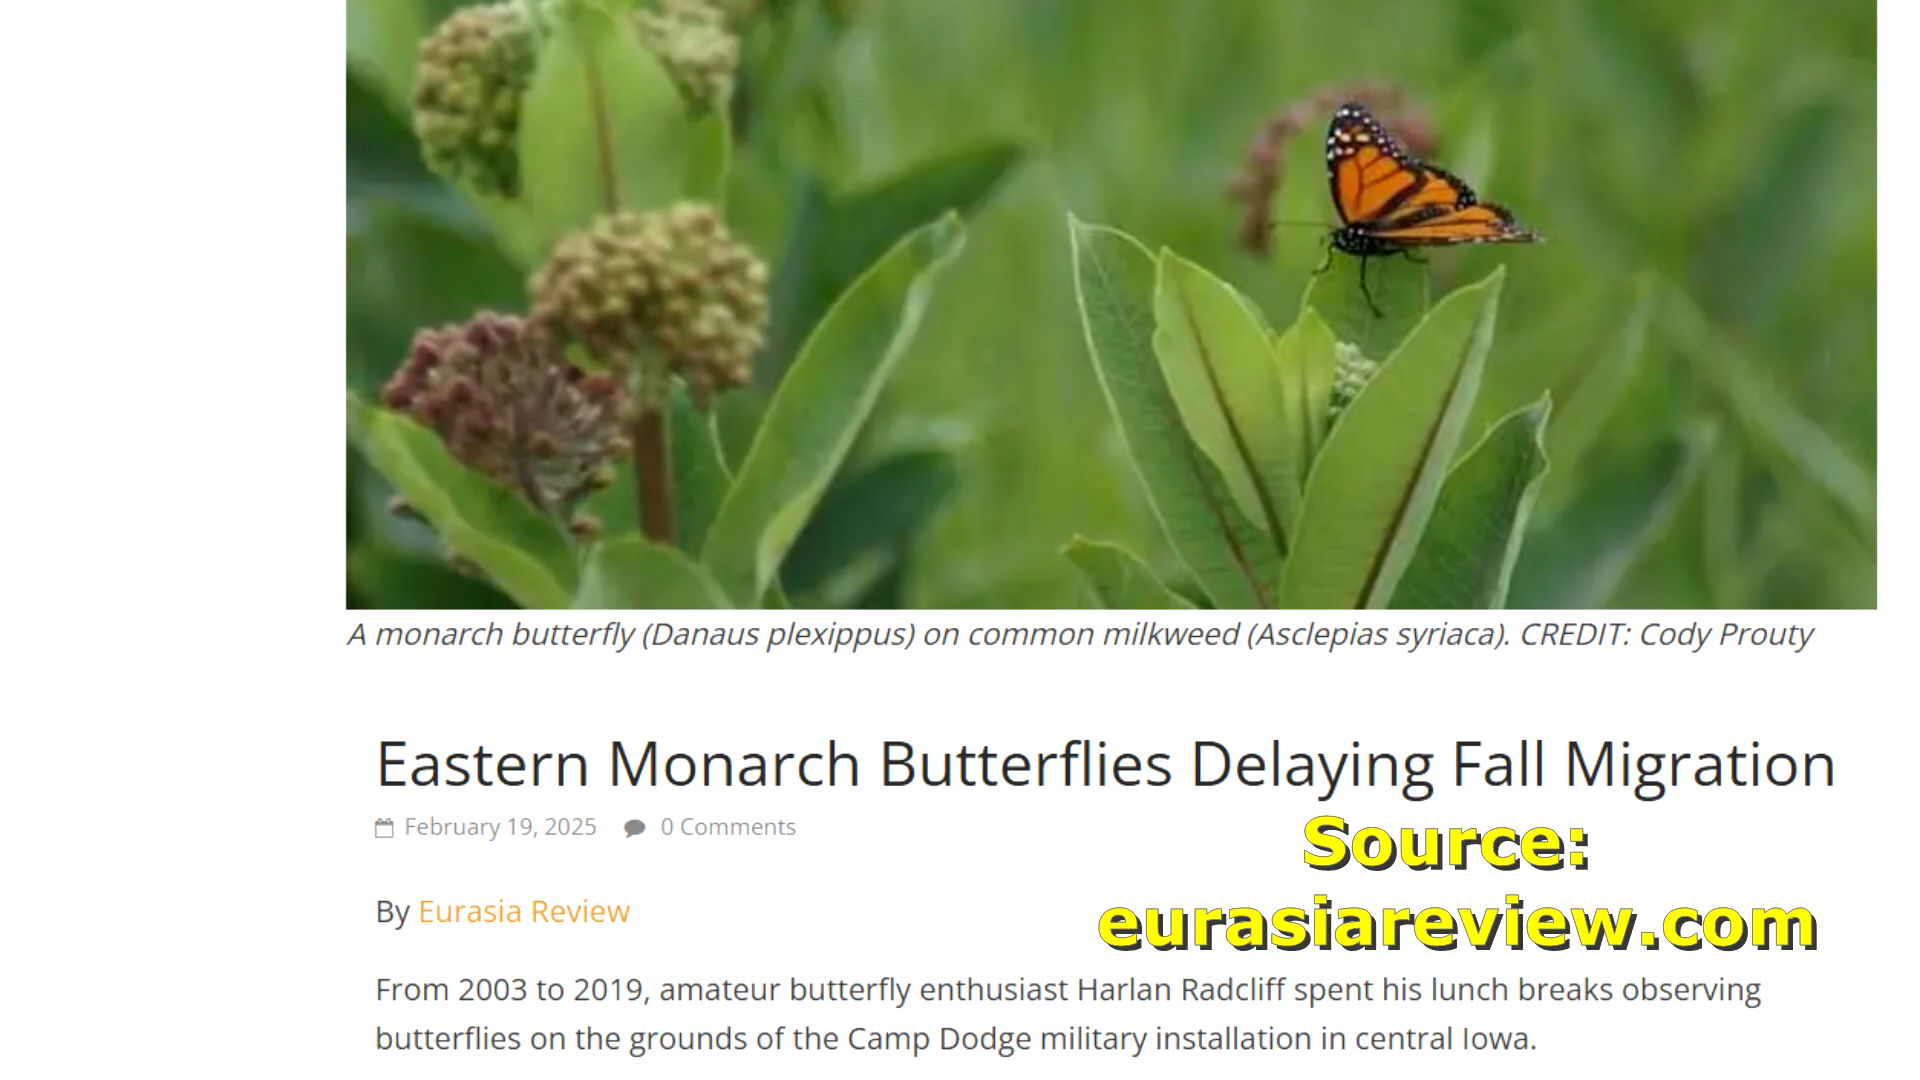 A monarch butterfly (Danaus plexippus) on common milkweed (Asclepias syriaca). CREDIT: Cody Prouty
Eastern Monarch Butterflies Delaying Fall Migration
February 19, 2025 0 Comments
Source:
eurasiareview.com
By Eurasia Review
From 2003 to 2019, amateur butterfly enthusiast Harlan Radcliff spent his lunch breaks observing
butterflies on the grounds of the Camp Dodge military installation in central Iowa.